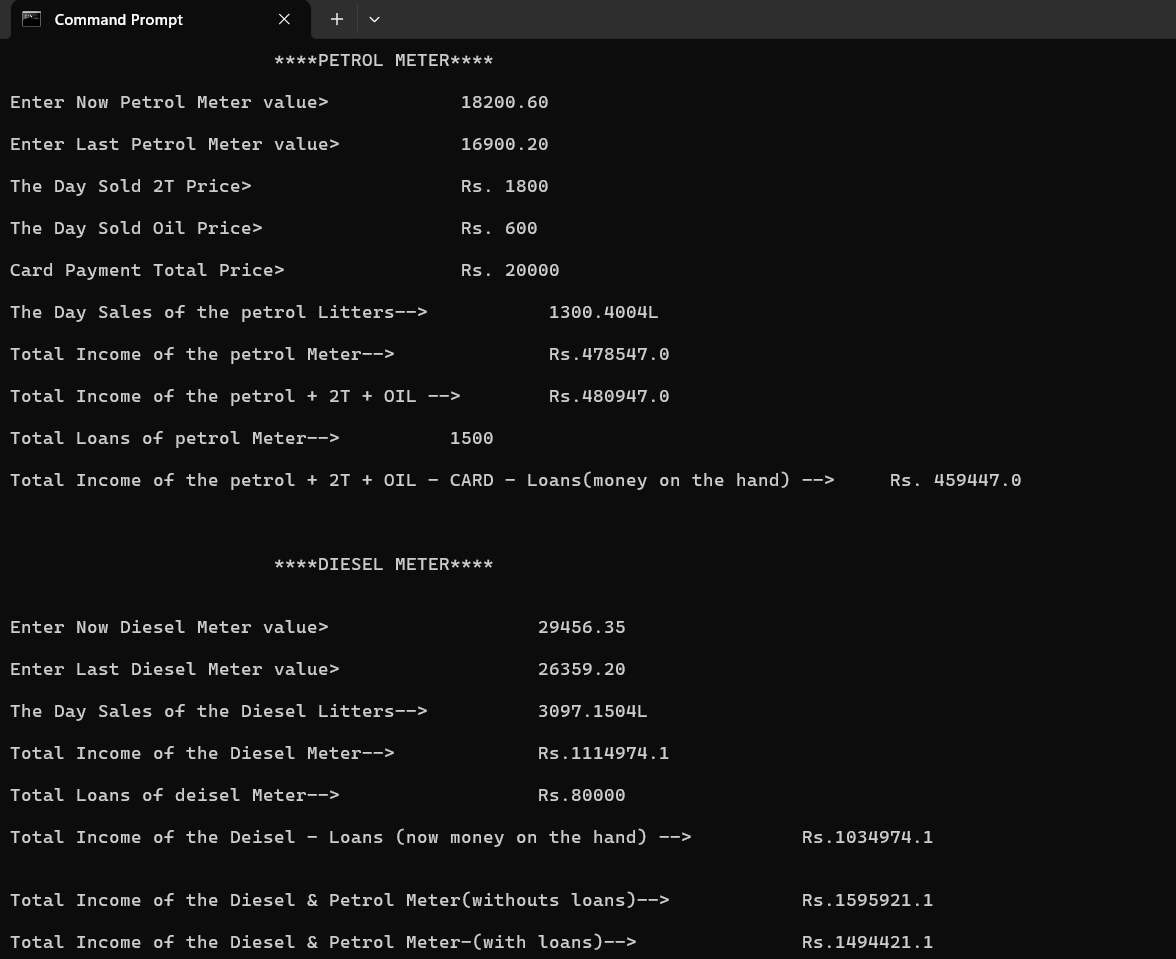 Command Prompt
****PETROL METER****
Enter Now Petrol Meter value> 18200.60
Enter Last Petrol Meter value> 16900.20
The Day Sold 2T Price> Rs. 1800
The Day Sold Oil Price> Rs. 600
Card Payment Total Price> Rs. 20000
The Day Sales of the petrol Litters--> 1300.4004L
Total Income of the petrol Meter--> Rs.478547.0
Total Income of the petrol + 2T + OIL --> Rs.480947.0
Total Loans of petrol Meter--> 1500
Total Income of the petrol + 2T + OIL - CARD - Loans(money on the hand) --> Rs. 459447.0
****DIESEL METER****
Enter Now Diesel Meter value> 29456.35
Enter Last Diesel Meter value> 26359.20
The Day Sales of the Diesel Litters--> 3097.1504L
Total Income of the Diesel Meter--> Rs.1114974.1
Total Loans of deisel Meter--> Rs.80000
Total Income of the Deisel - Loans (now money on the hand) --> Rs.1034974.1
Total Income of the Diesel & Petrol Meter(withouts loans)--> Rs.1595921.1
Total Income of the Diesel & Petrol Meter-(with loans)--> Rs.1494421.1